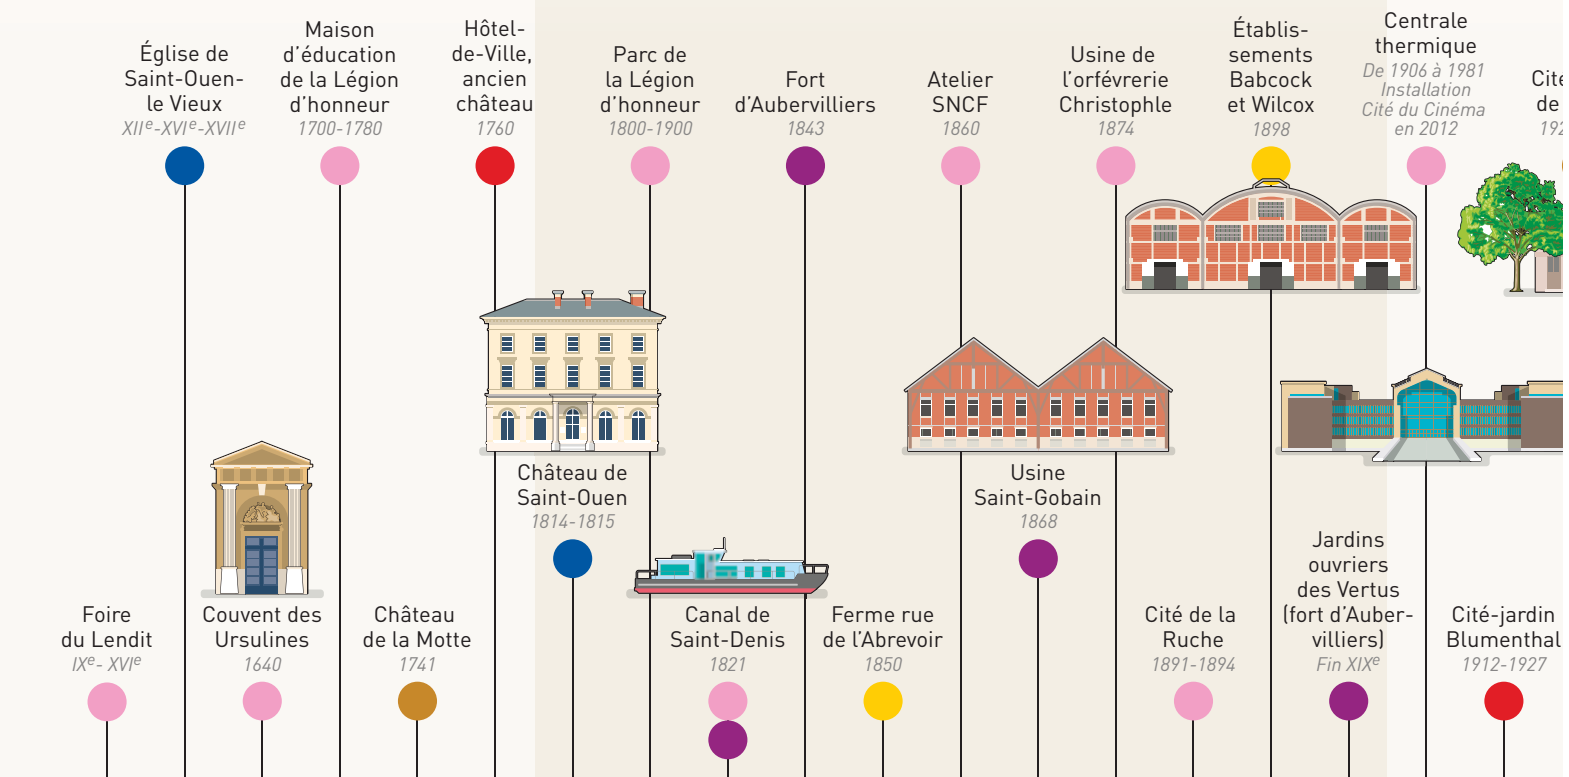 Église de
Saint-Ouen-
le Vieux
XIIe-XVIe-XVIIe
Maison
d’éducation
de la Légion
d’honneur
1700-1780
Hôtel-
de-Ville,
ancien
château
1760
Parc de
la Légion
d’honneur
1800-1900
Fort
d’Aubervilliers
1843
Atelier
SNCF
1860
Usine de
l’orfévrerie
Christophle
1874
Établis-
sements
Babcock
et Wilcox
1898
Centrale
thermique
De 1906 à 1981
Installation
Cité du Cinéma
en 2012
Cité
de
Château de
Saint-Ouen
1814-1815
Usine
Saint-Gobain
1868
Foire
du Lendit
IXe- XVIe
Couvent des
Ursulines
1640
Château
de la Motte
1741
Canal de
Saint-Denis
1821
Ferme rue
de l’Abrevoir
1850
Cité de la
Ruche
1891-1894
Jardins
ouvriers
des Vertus
(fort d’Auber-
villiers)
Fin XIXe
Cité-jardin
Blumenthal
1912-1927